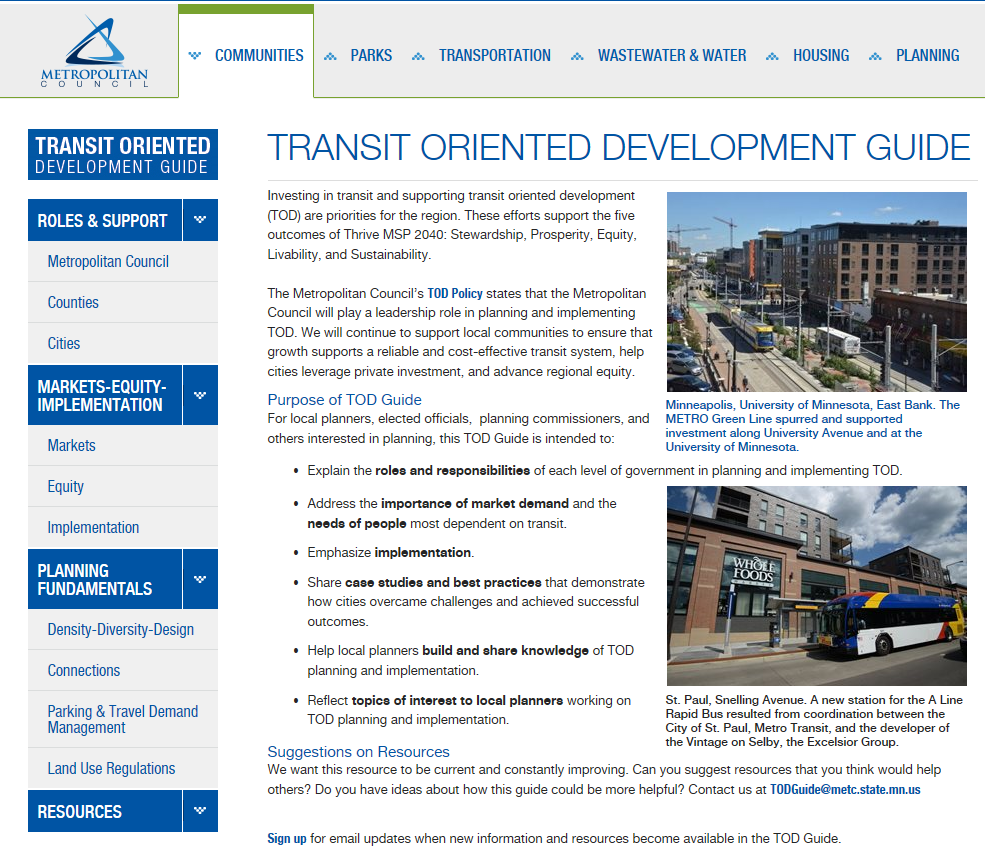 METROPOLITAN
COUNCIL
COMMUNITIES
PARKS
TRANSPORTATION
WASTEWATER & WATER
HOUSING
PLANNING
TRANSIT ORIENTED
DEVELOPMENT GUIDE
ROLES & SUPPORT
Metropolitan Council
Counties
Cities
MARKETS-EQUITY-
IMPLEMENTATION
Markets
Equity
Implementation
PLANNING
FUNDAMENTALS
Density-Diversity-Design
Connections
Parking & Travel Demand
Management
Land Use Regulations
RESOURCES
TRANSIT ORIENTED DEVELOPMENT GUIDE
Investing in transit and supporting transit oriented development
(TOD) are priorities for the region. These efforts support the five
outcomes of Thrive MSP 2040: Stewardship, Prosperity, Equity,
Livability, and Sustainability.
The Metropolitan Council's TOD Policy states that the Metropolitan
Council will play a leadership role in planning and implementing
TOD. We will continue to support local communities to ensure that
growth supports a reliable and cost-effective transit system, help
cities leverage private investment, and advance regional equity.
Minneapolis, University of Minnesota, East Bank. The
METRO Green Line spurred and supported
investment along University Avenue and at the
University of Minnesota.
Purpose of TOD Guide
For local planners, elected officials, planning commissioners, and
others interested in planning, this TOD Guide is intended to:
• Explain the roles and responsibilities of each level of government in planning and implementing TOD.
• Address the importance of market demand and the
needs of people most dependent on transit.
• Emphasize implementation.
• Share case studies and best practices that demonstrate
how cities overcame challenges and achieved successful
outcomes.
• Help local planners build and share knowledge of TOD
planning and implementation.
• Reflect topics of interest to local planners working on
TOD planning and implementation.
WHOLE
FOODS
MARKET
St. Paul, Snelling Avenue. A new station for the A Line
Rapid Bus resulted from coordination between the
City of St. Paul, Metro Transit, and the developer of
the Vintage on Selby, the Excelsior Group.
Suggestions on Resources
We want this resource to be current and constantly improving. Can you suggest resources that you think would help
others? Do you have ideas about how this guide could be more helpful? Contact us at TODGuide@metc.state.mn.us
Sign up for email updates when new information and resources become available in the TOD Guide.